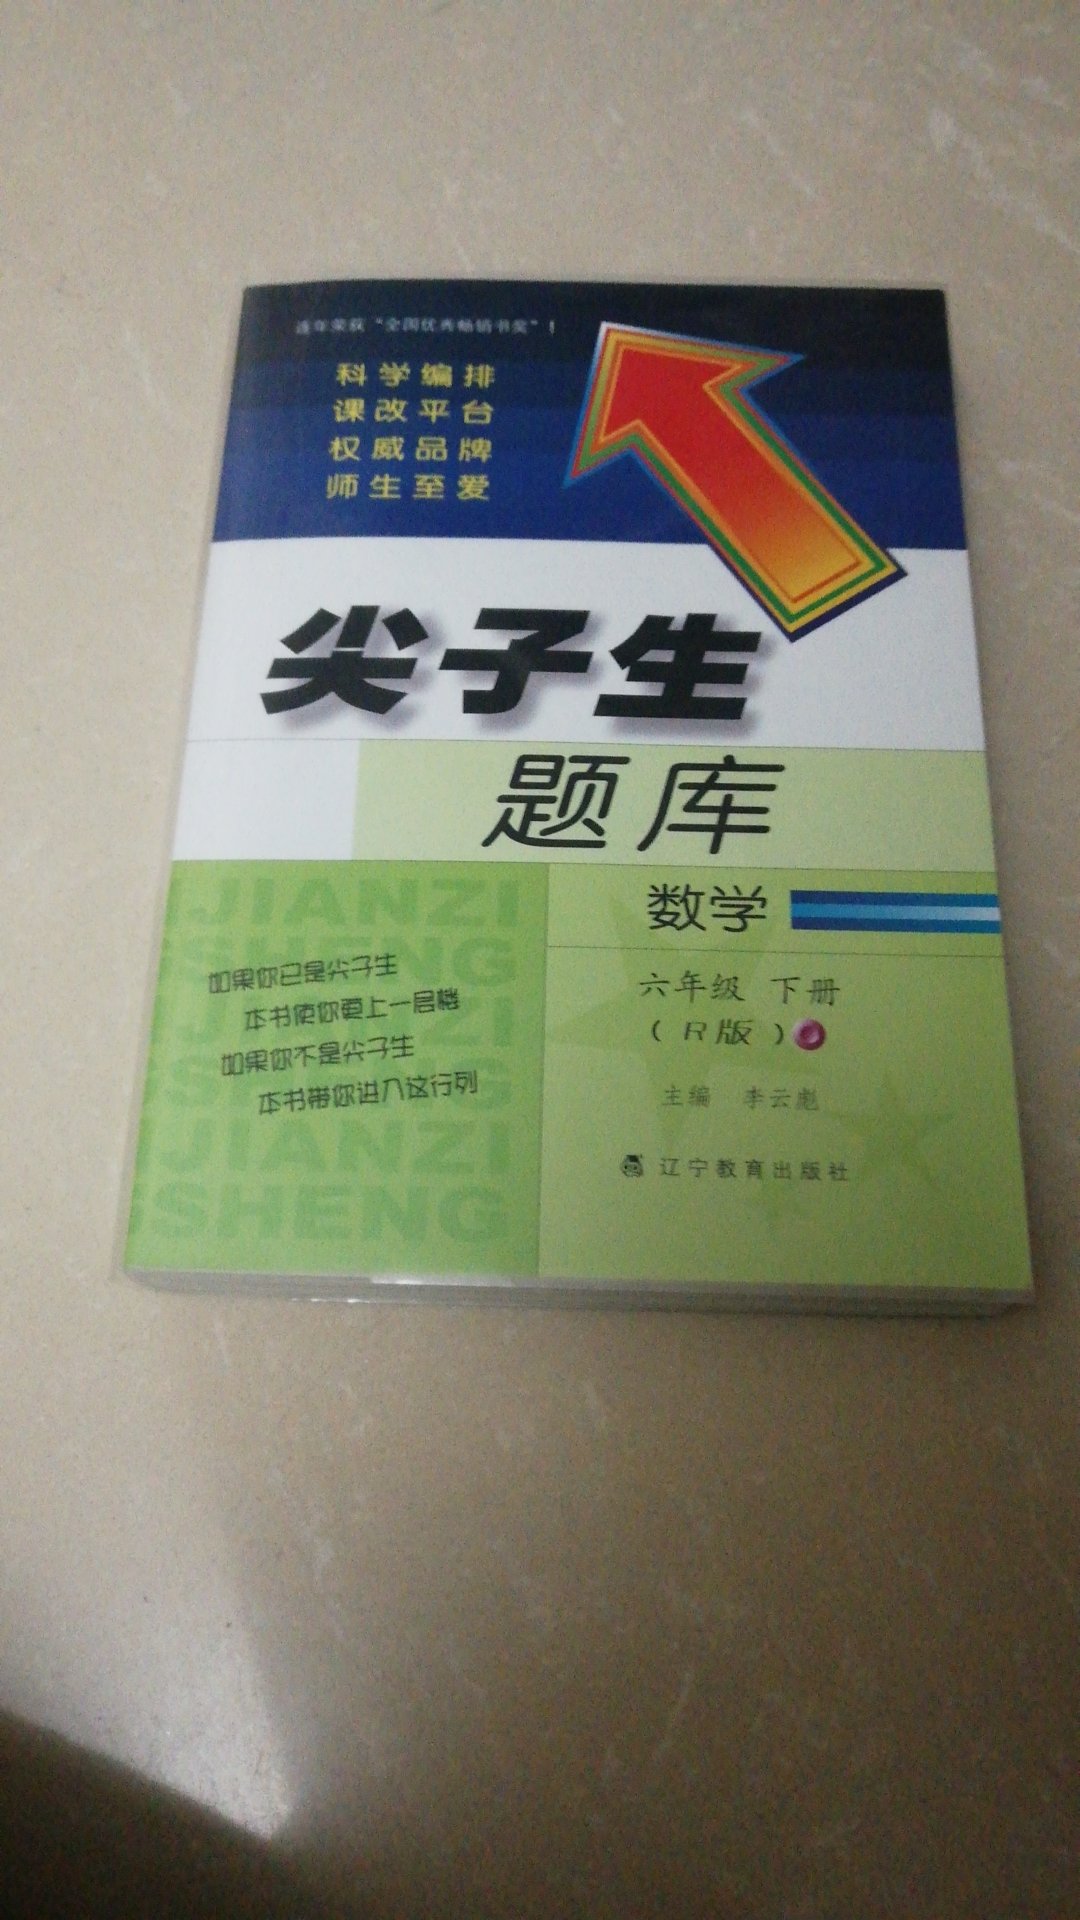 连年荣获“全国优秀畅销书奖”!
科学编排
课改平台
权威品牌
师生至爱
尖子生
题库
数学
六年级 下册
(R版)
主编 李云彪
辽宁教育出版社
JIANZI
SHENG
JIANZI
SHENG
JIANZI
SHENG
如果你已是尖子生
本书使你更上一层楼
如果你不是尖子生
本书带你进入这行列